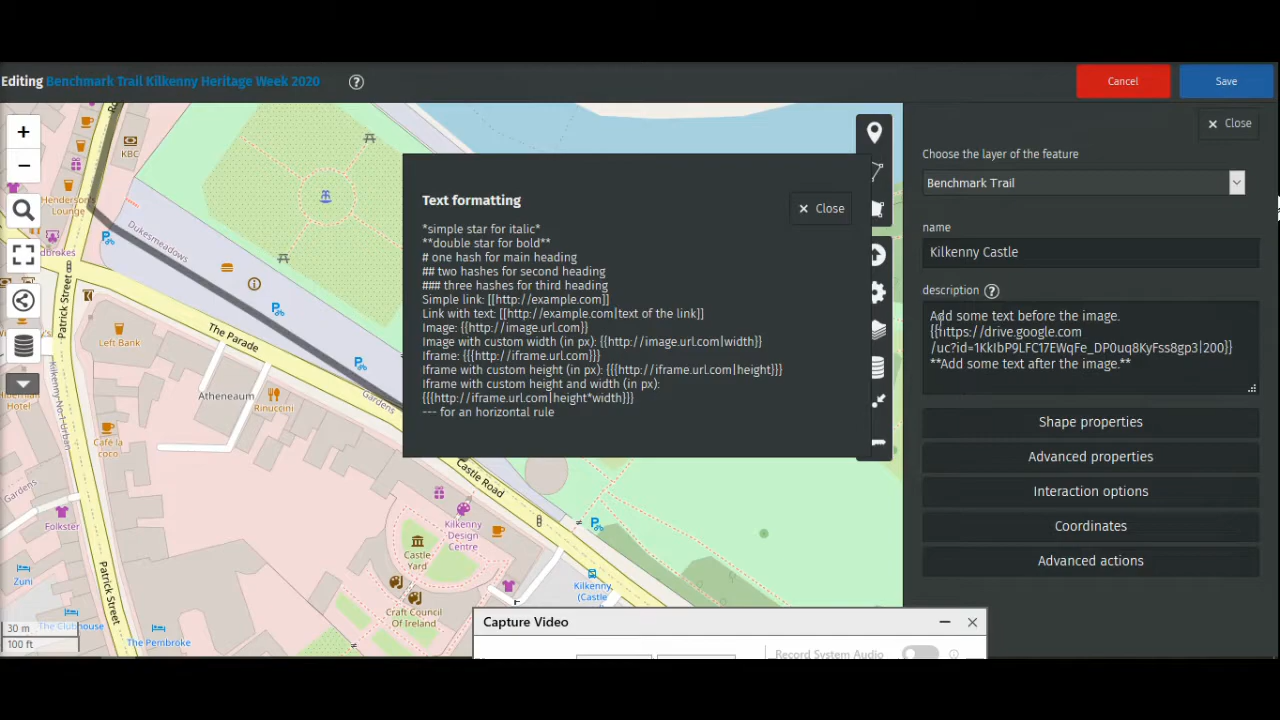 Editing Benchmark Trail Kilkenny Heritage Week 2020
?
Cancel
Save
+
−
KBC
Henderson's
Lounge
Dukesmeadows
Patrick Street
Left Bank
The Parade
Gardens
Atheneaum
Rinuccini
Hotel
Kilkenny No.1 Urban
Café la
coco
Gardens
Folkster
Castle Road
Kilkenny
Design
Centre
Castle
Yard
Zuni
Patrick Street
Craft Council
Of Ireland
Kilkenny
(Castle
The Clubhouse
The Pembroke
30 m
100 ft
Text formatting
× Close
*simple star for italic*
**double star for bold**
# one hash for main heading
## two hashes for second heading
### three hashes for third heading
Simple link: [[http://example.com]]
Link with text: [[http://example.com|text of the link]]
Image: {{http://image.url.com}}
Image with custom width (in px): {{http://image.url.com|width}}
Iframe: {{{http://iframe.url.com}}}
Iframe with custom height (in px): {{{http://iframe.url.com|height}}}
Iframe with custom height and width (in px):
{{{http://iframe.url.com|height*width}}}
--- for an horizontal rule
× Close
Choose the layer of the feature
Benchmark Trail
name
Kilkenny Castle
description ?
Add some text before the image.
{{https://drive.google.com
/uc?id=1KkIbP9LFC17EWqFe_DP0uq8KyFss8gp3|200}}
**Add some text after the image.**
Shape properties
Advanced properties
Interaction options
Coordinates
Advanced actions
Capture Video
Record System Audio